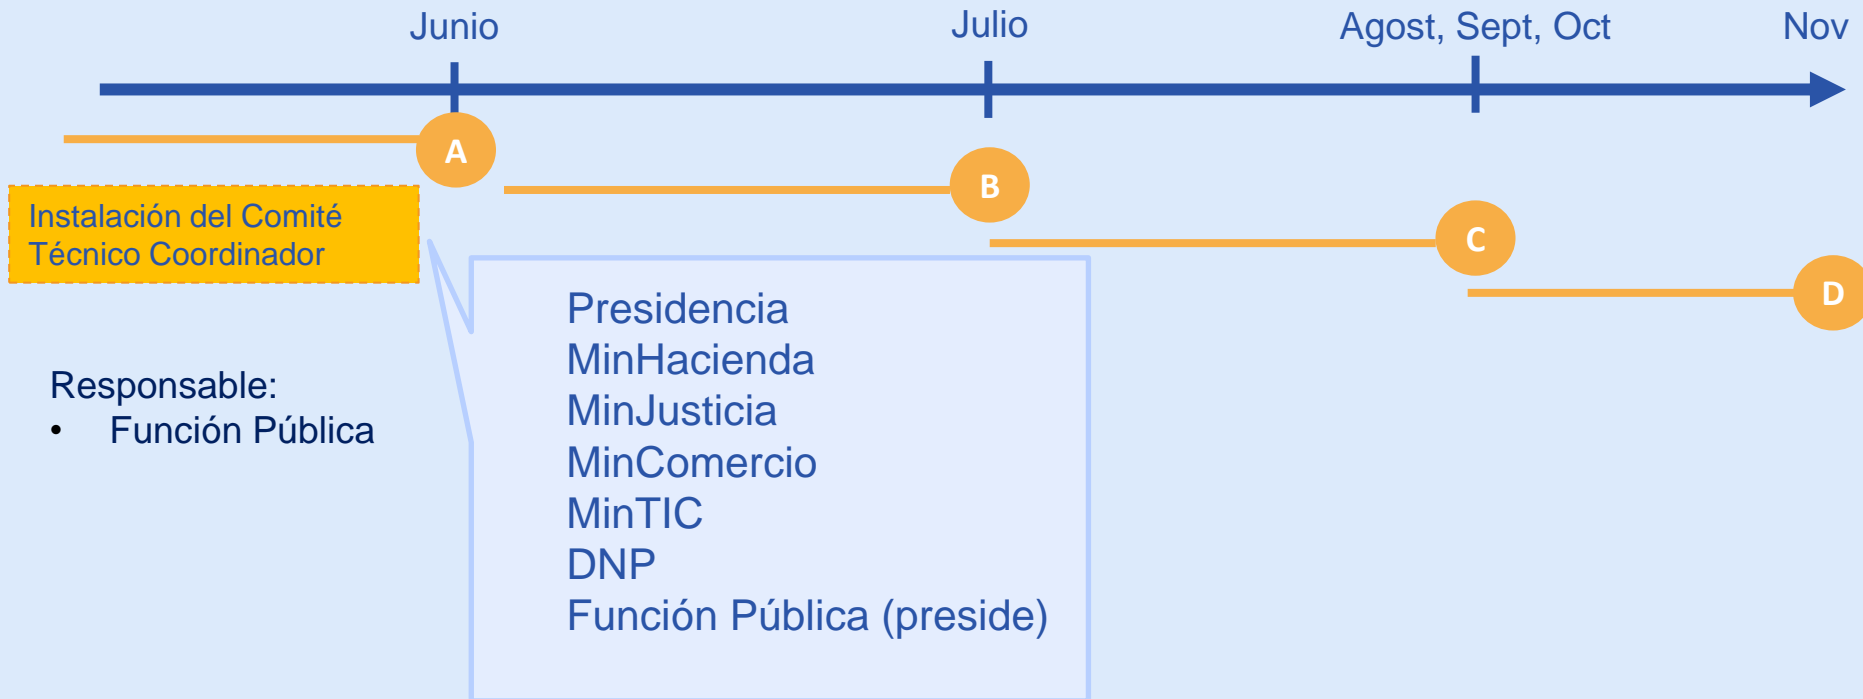 Junio
Julio
Agost, Sept, Oct
Nov
A
B
C
D
Instalación del Comité
Técnico Coordinador
Responsable:
• Función Pública
Presidencia
MinHacienda
MinJusticia
MinComercio
MinTIC
DNP
Función Pública (preside)